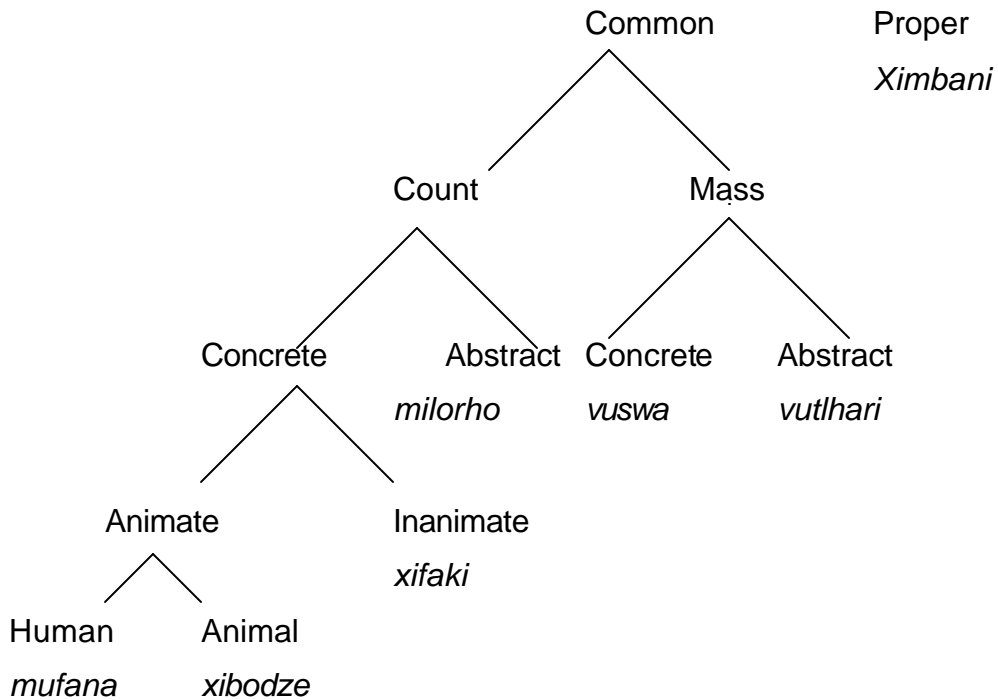 Common Proper
Ximbani
Count Mass
Concrete Abstract Concrete Abstract
milorho vuswa vutlhari
Animate Inanimate
xifaki
Human Animal
mufana xibodze